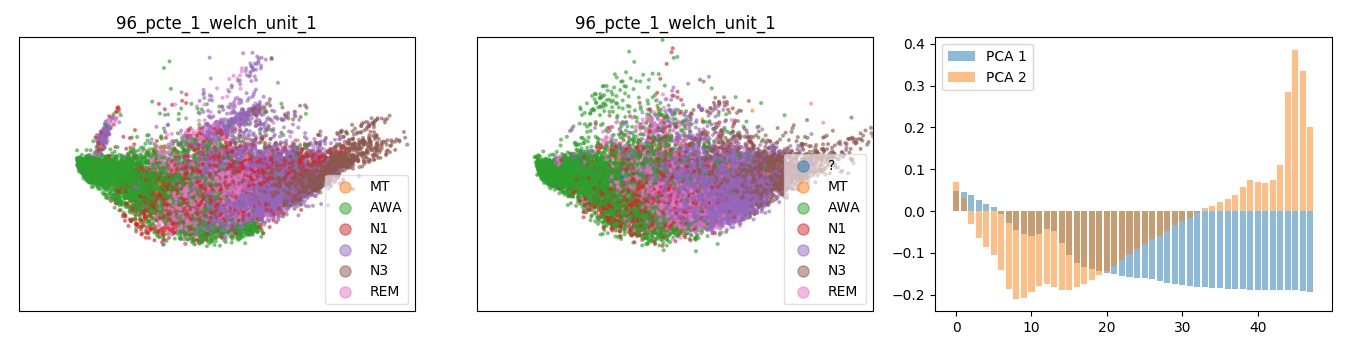 96_pcte_1_welch_unit_1
MT
AWA
N1
N2
N3
REM
96_pcte_1_welch_unit_1
?
MT
AWA
N1
N2
N3
REM
PCA 1
PCA 2
0.4
0.3
0.2
0.1
0.0
−0.1
−0.2
0 10 20 30 40